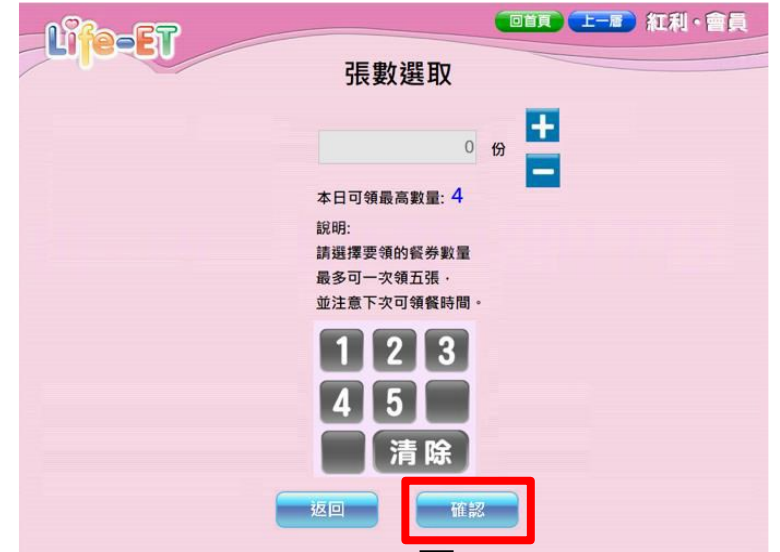 Life-ET
回首頁 上一層 紅利·會員
張數選取
0 份
+
-
本日可領最高數量: 4
說明:
請選擇要領的餐券數量
最多可一次領五張，
並注意下次可領餐時間。
1 2 3
4 5
清除
返回 確認